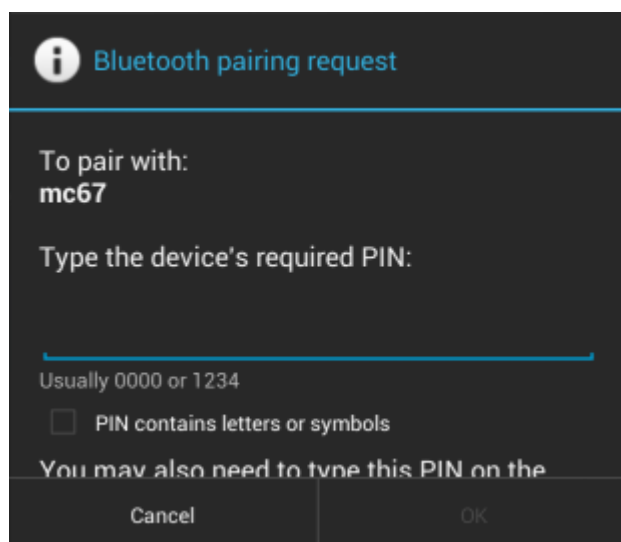 Bluetooth pairing request
To pair with:
mc67
Type the device's required PIN:
Usually 0000 or 1234
PIN contains letters or symbols
You may also need to type this PIN on the
Cancel OK